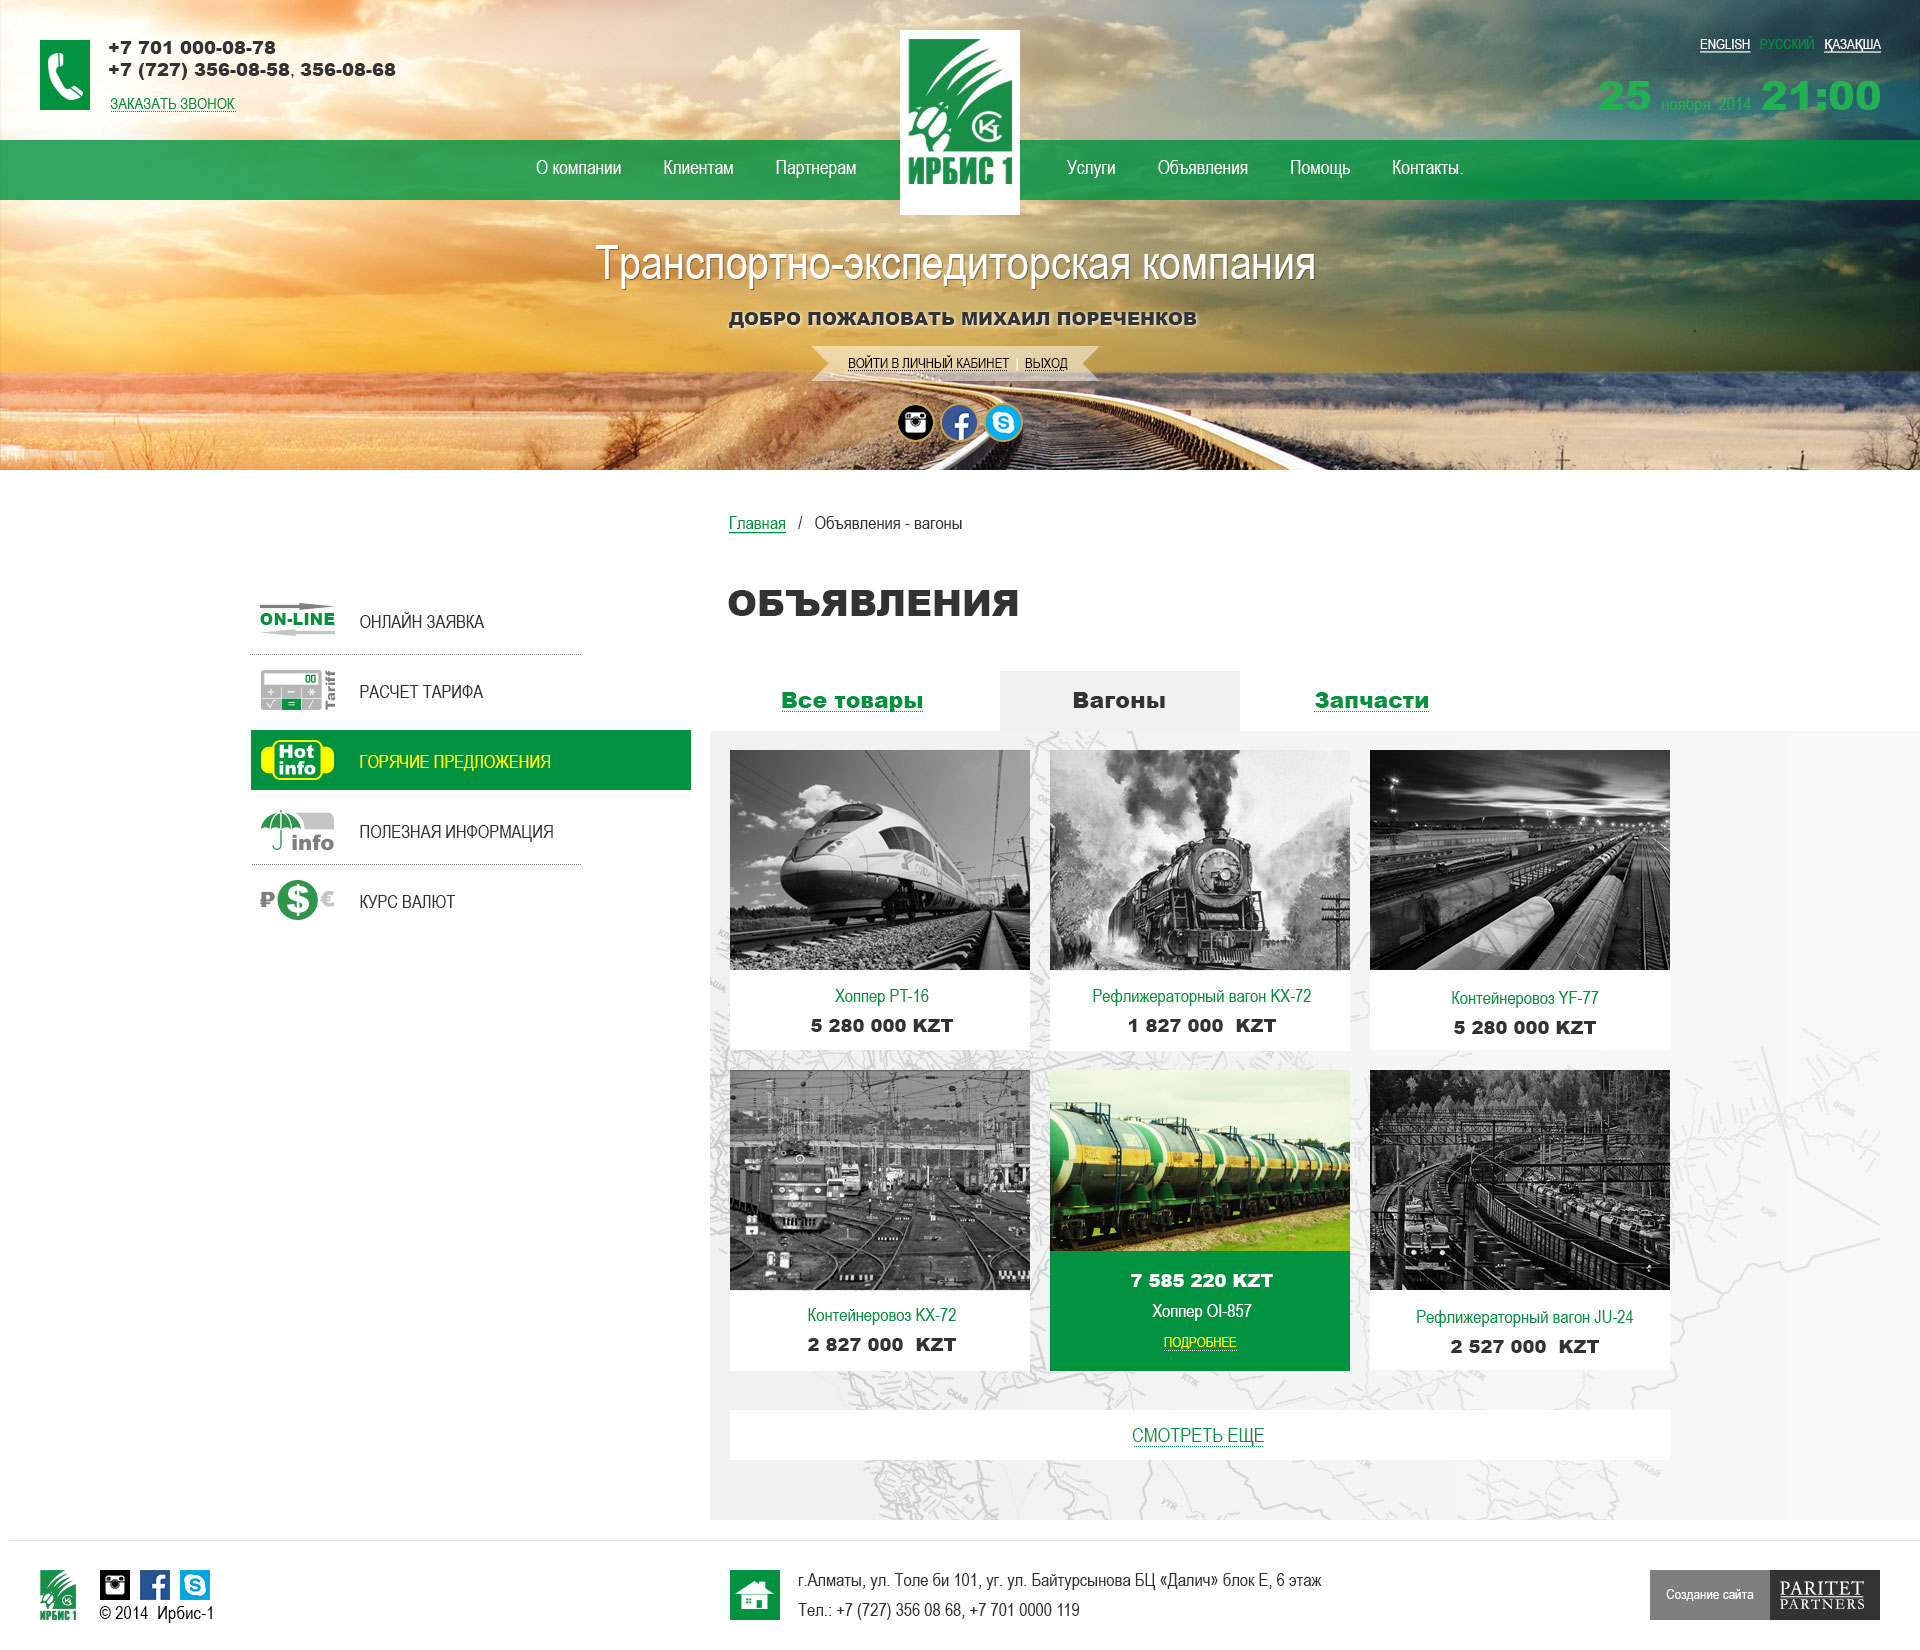 +7 701 000-08-78
+7 (727) 356-08-58, 356-08-68
ЗАКАЗАТЬ ЗВОНОК
ENGLISH РУССКИЙ ҚАЗАҚША
25 ноября 2014 21:00
О компании Клиентам Партнерам
ИРБИС 1
Услуги Объявления Помощь Контакты.
Транспортно-экспедиторская компания
ДОБРО ПОЖАЛОВАТЬ МИХАИЛ ПОРЕЧЕНКОВ
ВОЙТИ В ЛИЧНЫЙ КАБИНЕТ | ВЫХОД
Главная / Объявления - вагоны
ОБЪЯВЛЕНИЯ
ON-LINE ОНЛАЙН ЗАЯВКА
00 Tariff РАСЧЕТ ТАРИФА
Hot info ГОРЯЧИЕ ПРЕДЛОЖЕНИЯ
info ПОЛЕЗНАЯ ИНФОРМАЦИЯ
₽ $ € КУРС ВАЛЮТ
Все товары Вагоны Запчасти
Хоппер PT-16
5 280 000 KZT
Рефлижераторный вагон KX-72
1 827 000 KZT
Контейнеровоз YF-77
5 280 000 KZT
Контейнеровоз KX-72
2 827 000 KZT
7 585 220 KZT
Хоппер OI-857
ПОДРОБНЕЕ
Рефлижераторный вагон JU-24
2 527 000 KZT
СМОТРЕТЬ ЕЩЕ
ИРБИС 1
© 2014 Ирбис-1
г.Алматы, ул. Толе би 101, уг. ул. Байтурсынова БЦ «Далич» блок Е, 6 этаж
Тел.: +7 (727) 356 08 68, +7 701 0000 119
Создание сайта
PARITET
PARTNERS